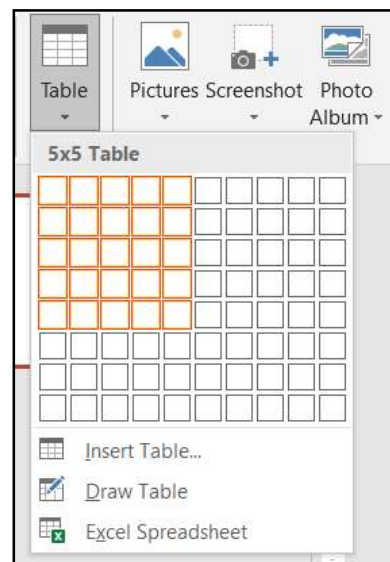 Table
Pictures
Screenshot
Photo
Album
5x5 Table
Insert Table...
Draw Table
Excel Spreadsheet